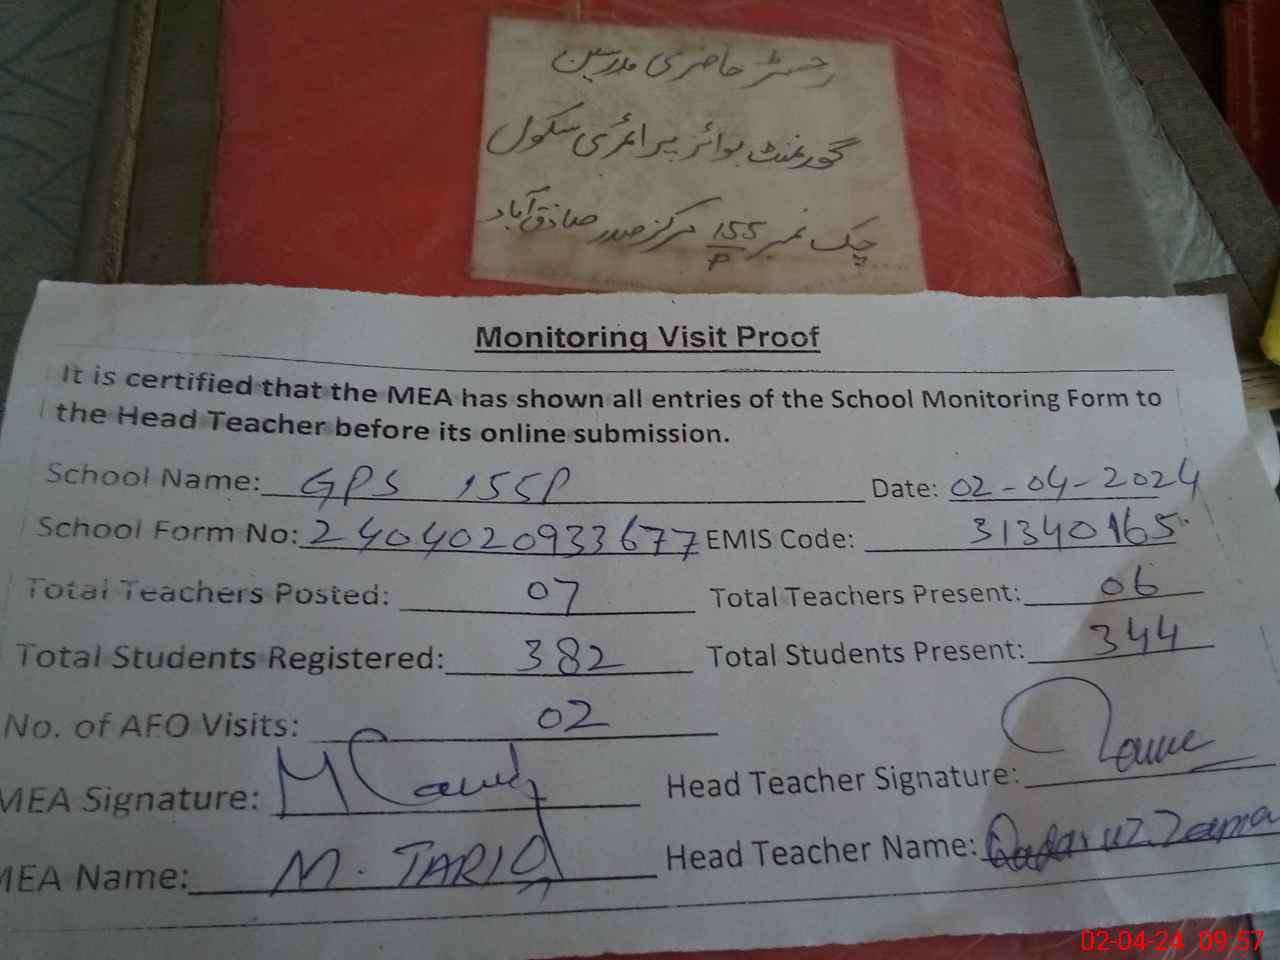 رجسٹر حاضری مدرسین
گورنمنٹ بوائز پرائمری سکول
چک نمبر 155/P مرکز صدر صادق آباد
Monitoring Visit Proof
It is certified that the MEA has shown all entries of the School Monitoring Form to
the Head Teacher before its online submission.
School Name: GPS 155P Date: 02-04-2024
School Form No: 2404020933677 EMIS Code: 31340165
Total Teachers Posted: 07 Total Teachers Present: 06
Total Students Registered: 382 Total Students Present: 344
No. of AEO Visits: 02
MEA Signature: Head Teacher Signature:
MEA Name: M. TARIQ Head Teacher Name: uz Zama
02-04-24 09:57